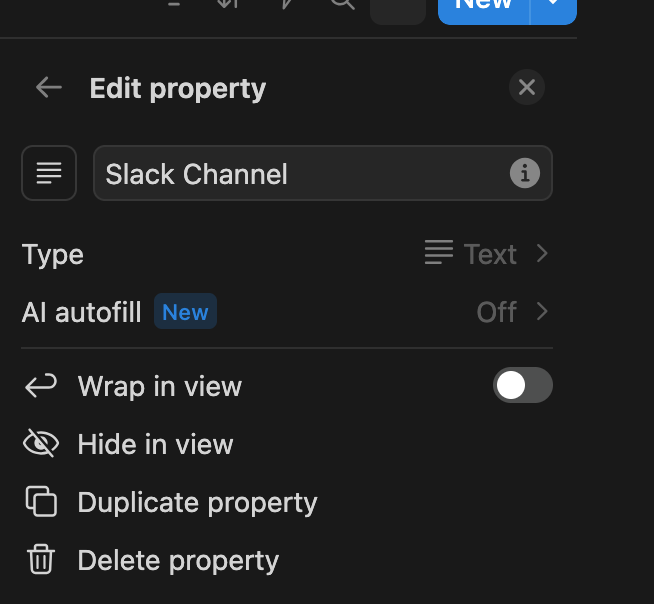 New
Edit property
Slack Channel
Type Text
AI autofill New Off
Wrap in view
Hide in view
Duplicate property
Delete property